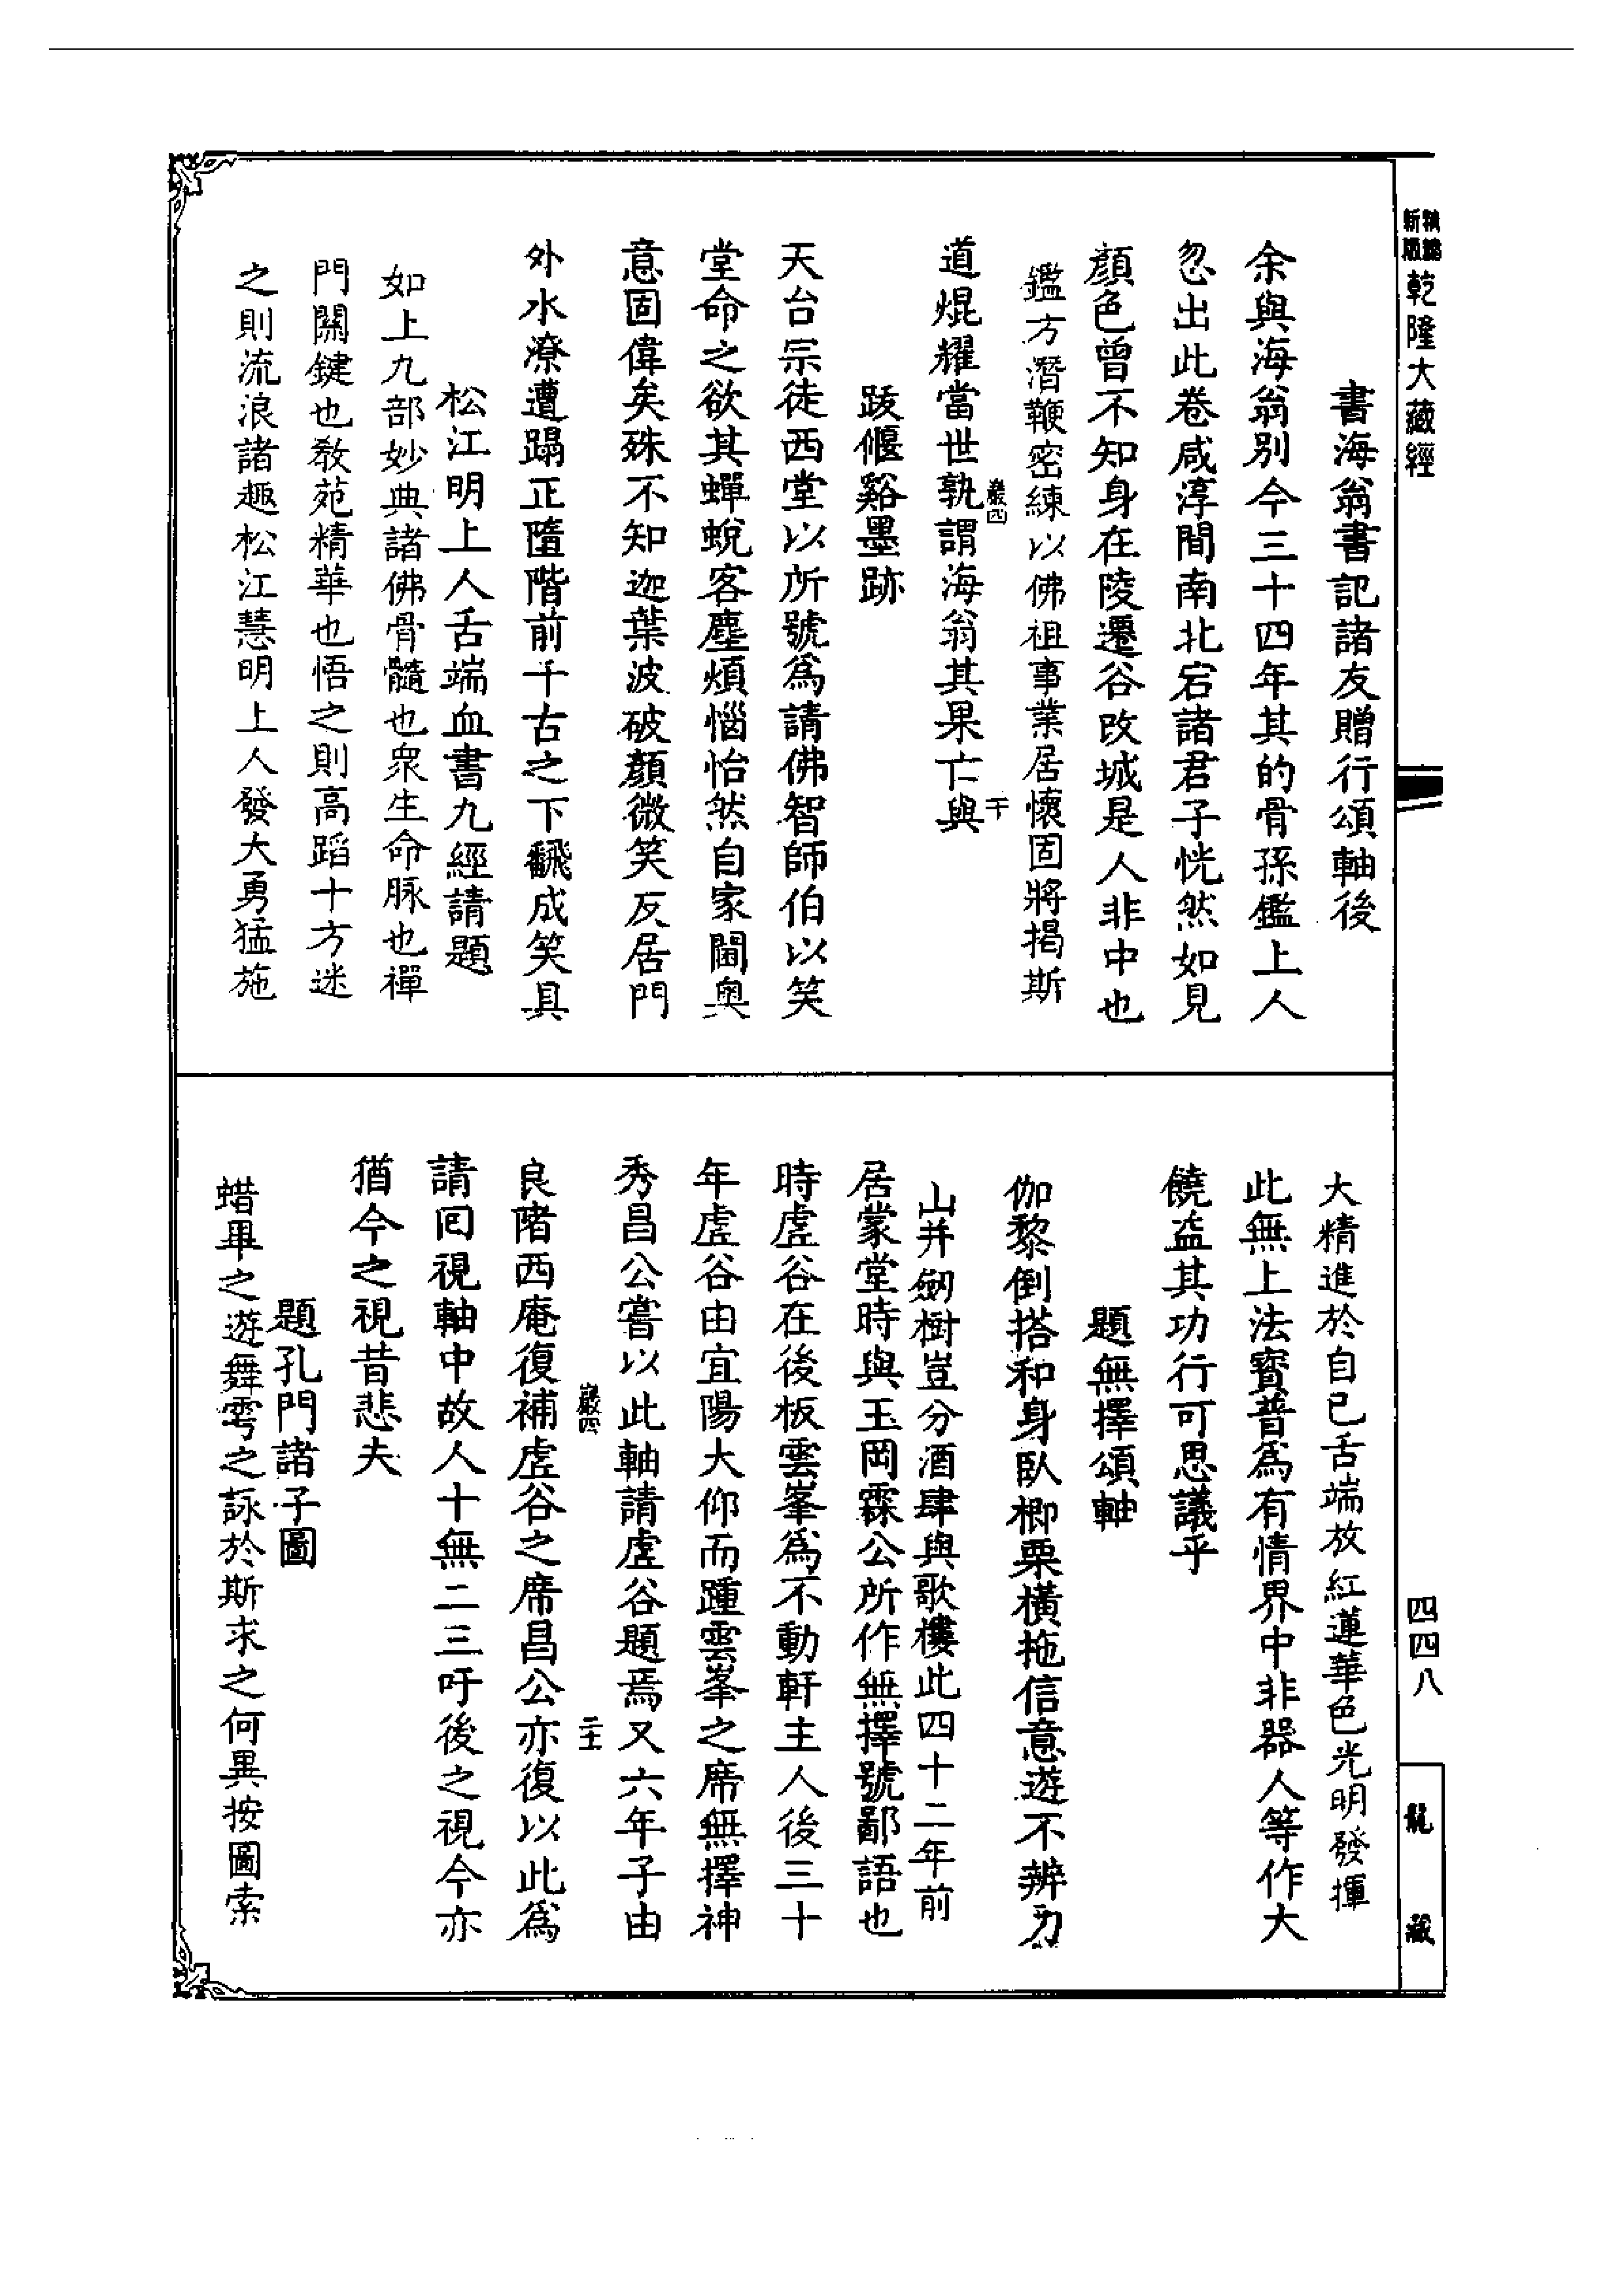 精縮新版
乾隆大藏經
書海翁書記諸友贈行頌軸後
余與海翁別今三十四年其的骨孫鑑上人
忽出此卷咸淳間南北宕諸君子恍然如見
顏色曾不知身在陵遷谷改城是人非中也
鑑方潛鞭密練以佛祖事業居懷固將揭斯
巖四
二十
道焜耀當世孰謂海翁其果亡與
跋偃谿墨跡
天台宗徒西堂以所號為請佛智師伯以笑
堂命之欲其蟬蛻客塵煩惱怡然自家閫奧
意固偉矣殊不知迦葉波破顏微笑反居門
外水潦遭蹋正墮階前千古之下飜成笑具
松江明上人舌端血書九經請題
如上九部妙典諸佛骨髓也衆生命脉也禪
門關鍵也教苑精華也悟之則高蹈十方迷
之則流浪諸趣松江慧明上人發大勇猛施
大精進於自己舌端放紅蓮華色光明發揮
此無上法寶普為有情界中非器人等作大
饒益其功行可思議乎
題無擇頌軸
伽黎倒搭和身臥榔栗橫拖信意遊不辨刀
山并劒樹豈分酒肆與歌樓此四十二年前
居蒙堂時與玉岡霖公所作無擇號鄙語也
時虛谷在後板雲峯為不動軒主人後三十
年虛谷由宜陽大仰而踵雲峯之席無擇神
秀昌公嘗以此軸請虛谷題焉又六年子由
巖四
二十一
良陼西庵復補虛谷之席昌公亦復以此為
請囘視軸中故人十無二三吁後之視今亦
猶今之視昔悲夫
題孔門諸子圖
蜡畢之遊舞雩之詠於斯求之何異按圖索
四四八
龍藏